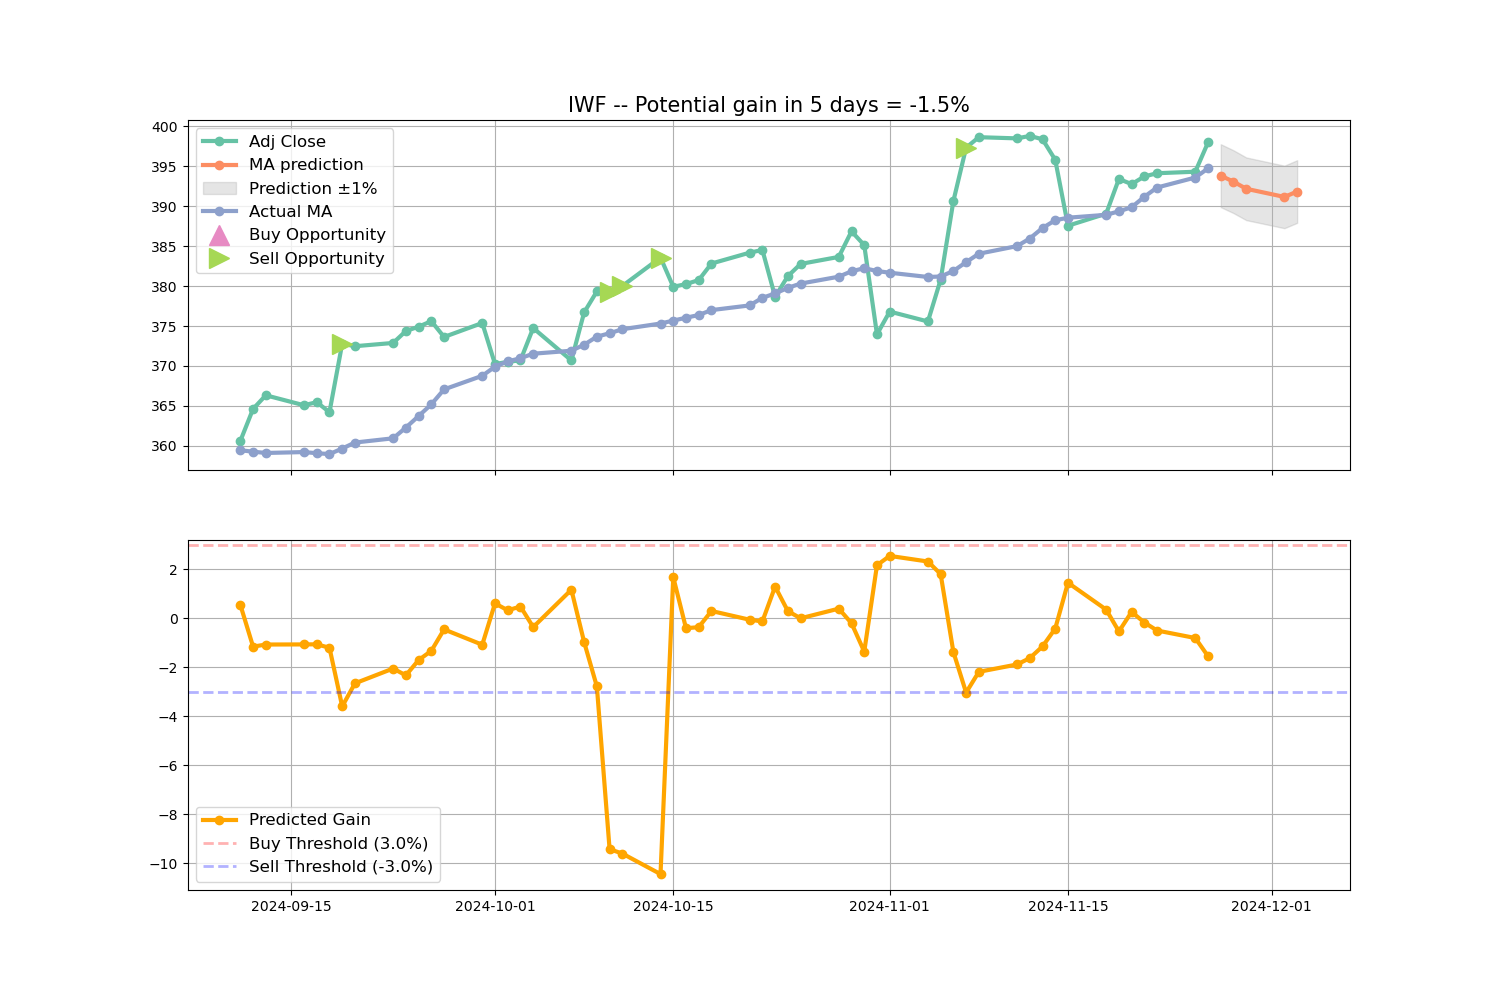 IWF -- Potential gain in 5 days = -1.5%
400
395
390
385
380
375
370
365
360
Adj Close
MA prediction
Prediction ±1%
Actual MA
Buy Opportunity
Sell Opportunity
2
0
−2
−4
−6
−8
−10
Predicted Gain
Buy Threshold (3.0%)
Sell Threshold (-3.0%)
2024-09-15
2024-10-01
2024-10-15
2024-11-01
2024-11-15
2024-12-01